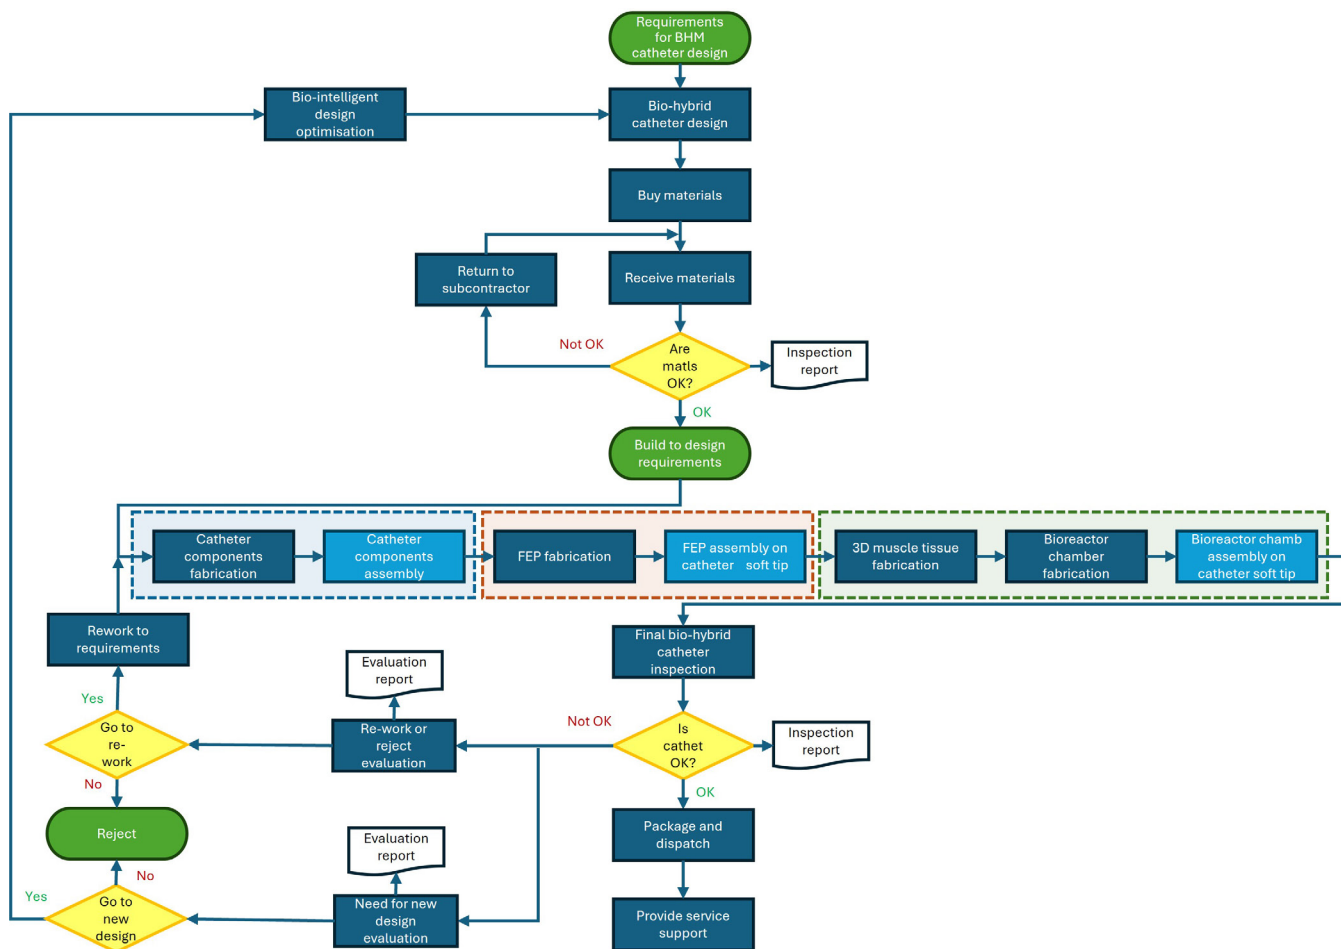 Requirements
for BHM
catheter design
Bio-intelligent
design
optimisation
Bio-hybrid
catheter design
Buy materials
Return to
subcontractor
Receive materials
Not OK
Are
matls
OK?
Inspection
report
OK
Build to design
requirements
Catheter
components
fabrication
Catheter
components
assembly
FEP fabrication
FEP assembly on
catheter soft tip
3D muscle tissue
fabrication
Bioreactor
chamber
fabrication
Bioreactor chamb
assembly on
catheter soft tip
Rework to
requirements
Final bio-hybrid
catheter
inspection
Evaluation
report
Yes
Go to
re-
work
Re-work or
reject evaluation
Not OK
Is
cathet
OK?
Inspection
report
No
OK
Reject
Package and
dispatch
Evaluation
report
No
Yes
Go to
new
design
Need for new
design
evaluation
Provide service
support